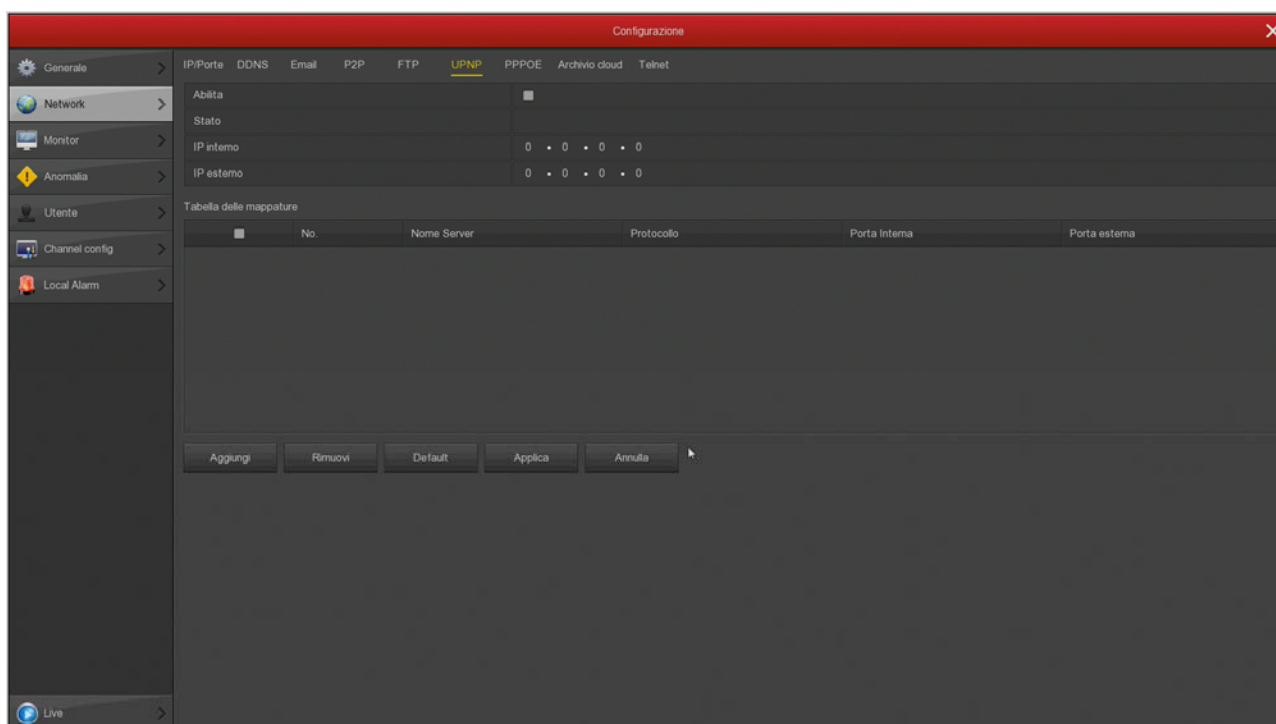 Configurazione
Generale
Network
Monitor
Anomalia
Utente
Channel config
Local Alarm
Live
IP/Porte DDNS Email P2P FTP UPNP PPPOE Archivio cloud Telnet
Abilita
Stato
IP interno 0 . 0 . 0 . 0
IP esterno 0 . 0 . 0 . 0
Tabella delle mappature
No. Nome Server Protocollo Porta Interna Porta esterna
Aggiungi Rimuovi Default Applica Annulla